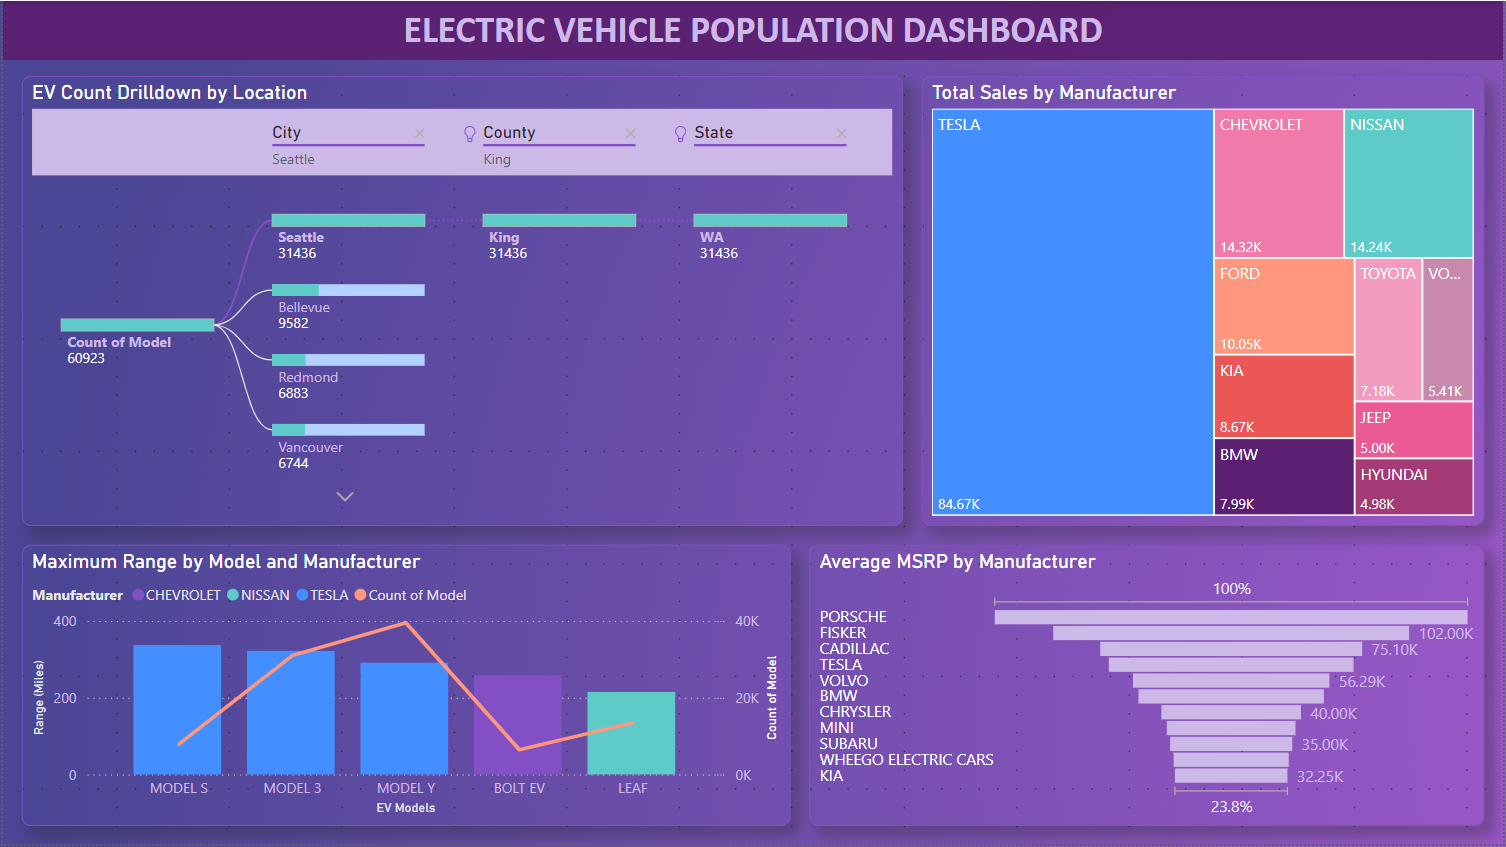 ELECTRIC VEHICLE POPULATION DASHBOARD
EV Count Drilldown by Location
City
County
State
Seattle
King
Seattle
31436
King
31436
WA
31436
Bellevue
9582
Count of Model
60923
Redmond
6883
Vancouver
6744
Total Sales by Manufacturer
TESLA
84.67K
CHEVROLET
14.32K
NISSAN
14.24K
FORD
10.05K
TOYOTA
7.18K
VO...
5.41K
KIA
8.67K
JEEP
5.00K
BMW
7.99K
HYUNDAI
4.98K
Maximum Range by Model and Manufacturer
Manufacturer CHEVROLET NISSAN TESLA Count of Model
400
200
0
Range (Miles)
40K
20K
0K
Count of Model
MODEL S MODEL 3 MODEL Y BOLT EV LEAF
EV Models
Average MSRP by Manufacturer
100%
PORSCHE
FISKER 102.00K
CADILLAC 75.10K
TESLA
VOLVO 56.29K
BMW
CHRYSLER 40.00K
MINI
SUBARU 35.00K
WHEEGO ELECTRIC CARS
KIA 32.25K
23.8%